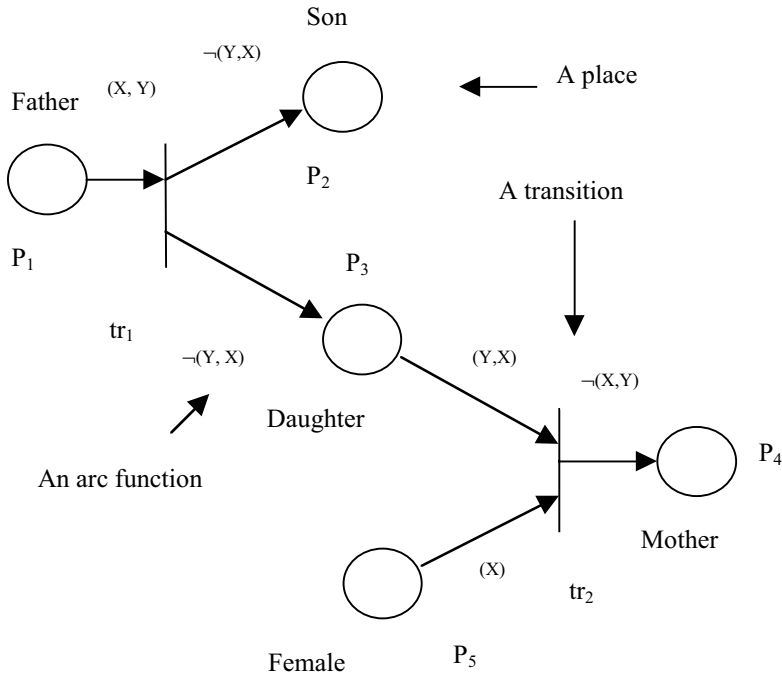 Son
¬(Y,X)
A place
(X, Y)
Father
P₂
A transition
P₁
P₃
tr₁
¬(Y, X)
(Y,X)
¬(X,Y)
Daughter
An arc function
P₄
Mother
(X)
tr₂
Female
P₅